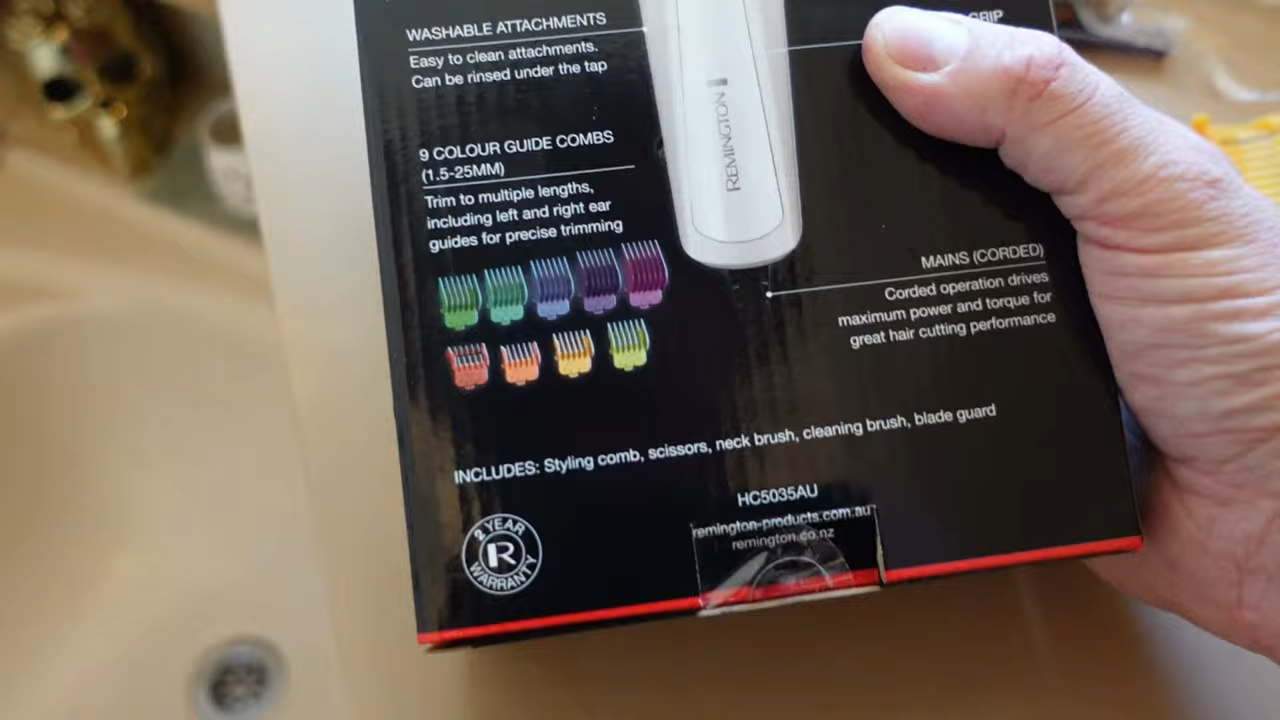 WASHABLE ATTACHMENTS
Easy to clean attachments.
Can be rinsed under the tap
GRIP
REMINGTON
9 COLOUR GUIDE COMBS
(1.5-25MM)
Trim to multiple lengths,
including left and right ear
guides for precise trimming
MAINS (CORDED)
Corded operation drives
maximum power and torque for
great hair cutting performance
INCLUDES: Styling comb, scissors, neck brush, cleaning brush, blade guard
HC5035AU
remington-products.com.au
remington.co.nz
2 YEAR
R
WARRANTY